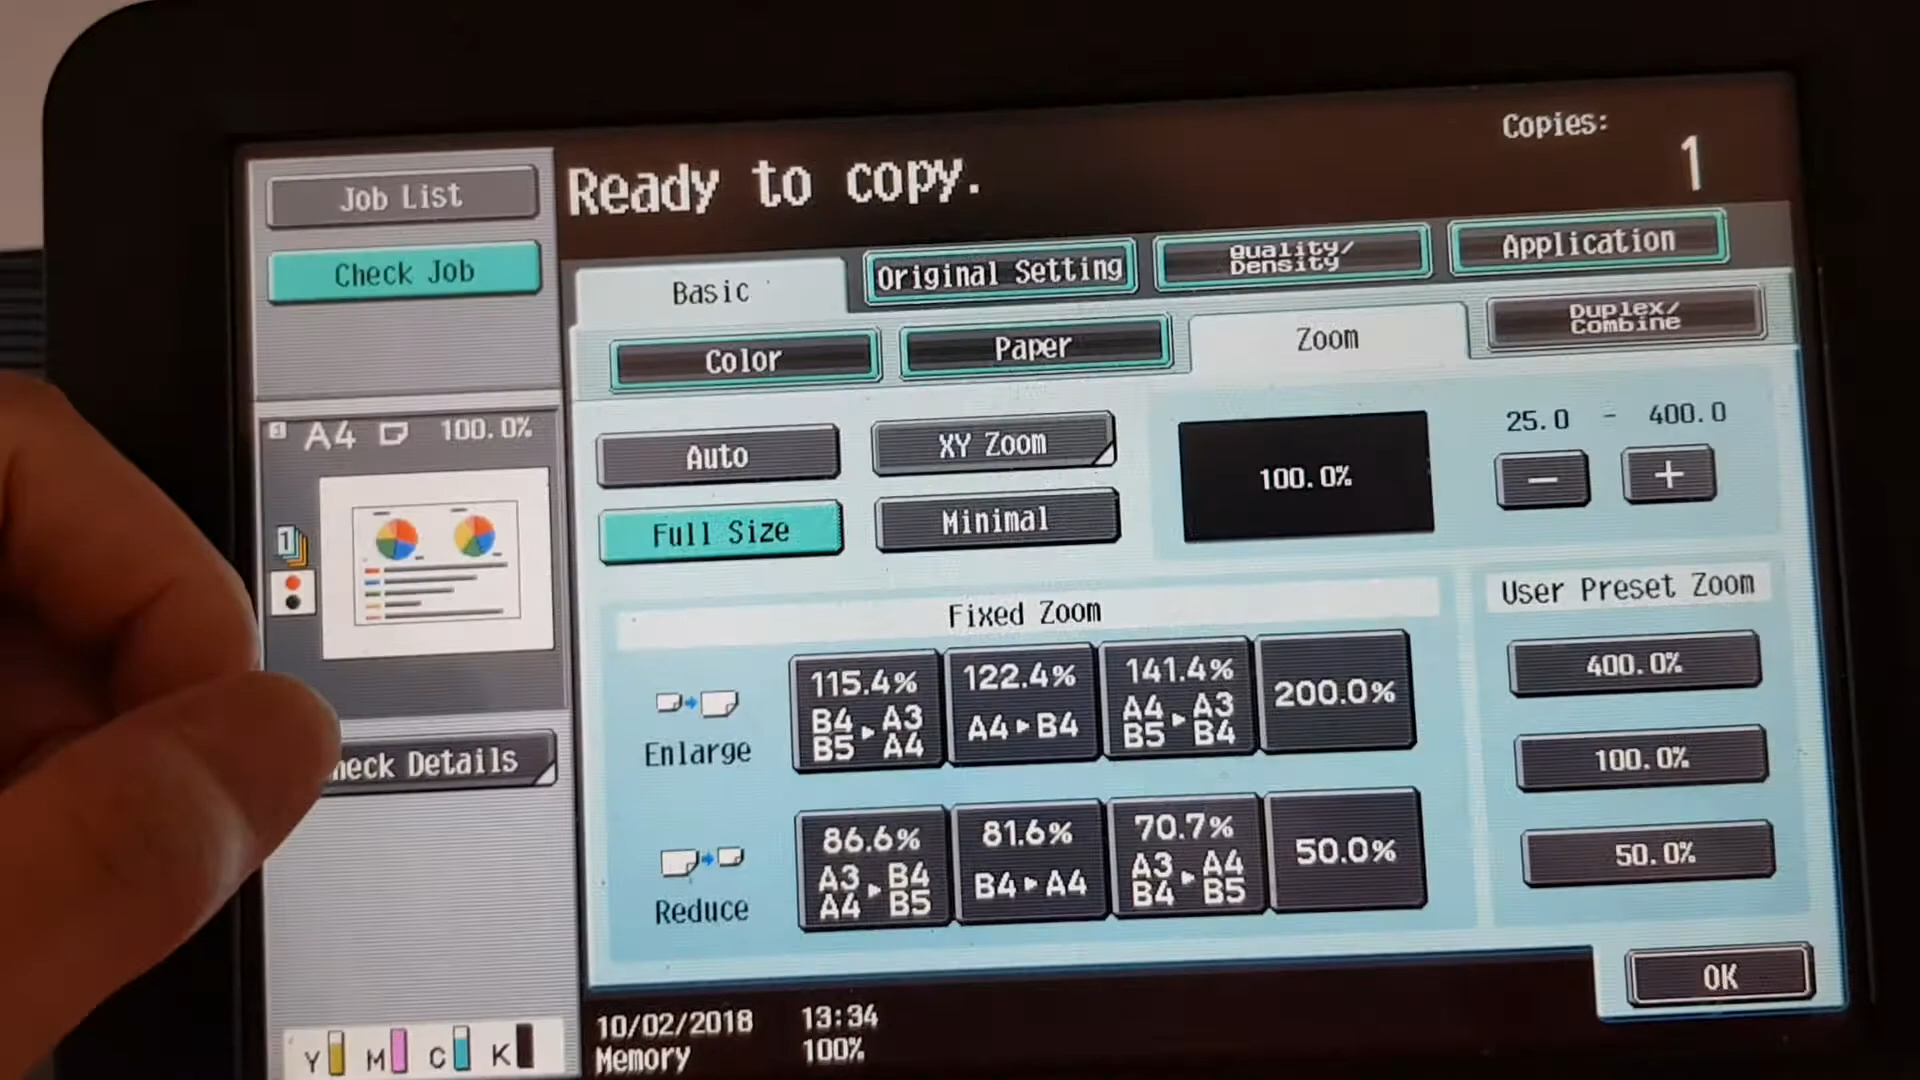 Copies:
1
Ready to copy.
Job List
Check Job
Basic
Original Setting
Quality/
Density
Application
Color
Paper
Zoom
Duplex/
Combine
A4 100.0%
1
Auto
XY Zoom
Full Size
Minimal
100.0%
25.0 - 400.0
−
+
Fixed Zoom
Enlarge
115.4%
B4 ▸ A3
B5 ▸ A4
122.4%
A4 ▸ B4
141.4%
A4 ▸ A3
B5 ▸ B4
200.0%
Reduce
86.6%
A3 ▸ B4
A4 ▸ B5
81.6%
B4 ▸ A4
70.7%
A3 ▸ A4
B4 ▸ B5
50.0%
User Preset Zoom
400.0%
100.0%
50.0%
heck Details
OK
Y M C K
10/02/2018 13:34
Memory 100%